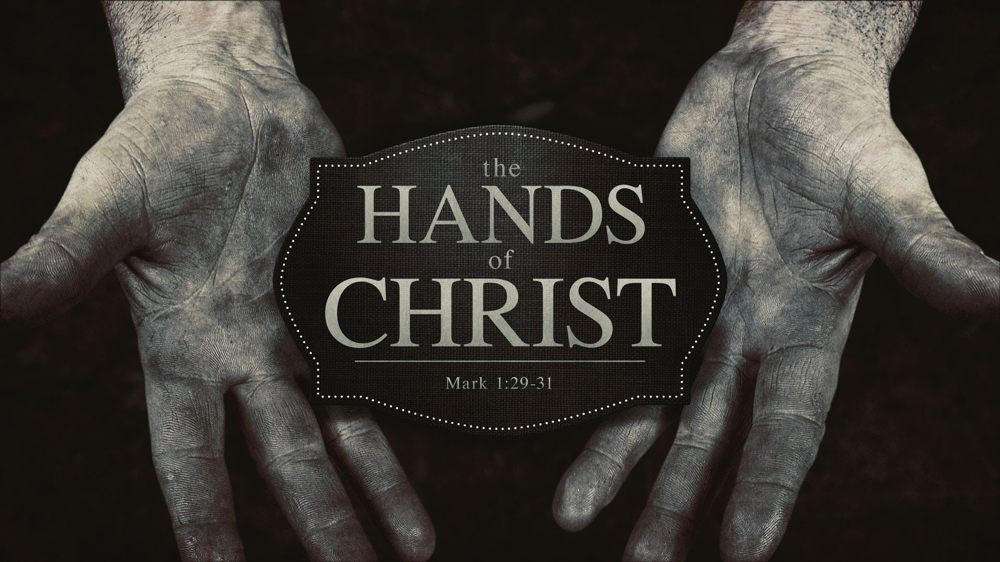 the
HANDS
of
CHRIST
Mark 1:29-31